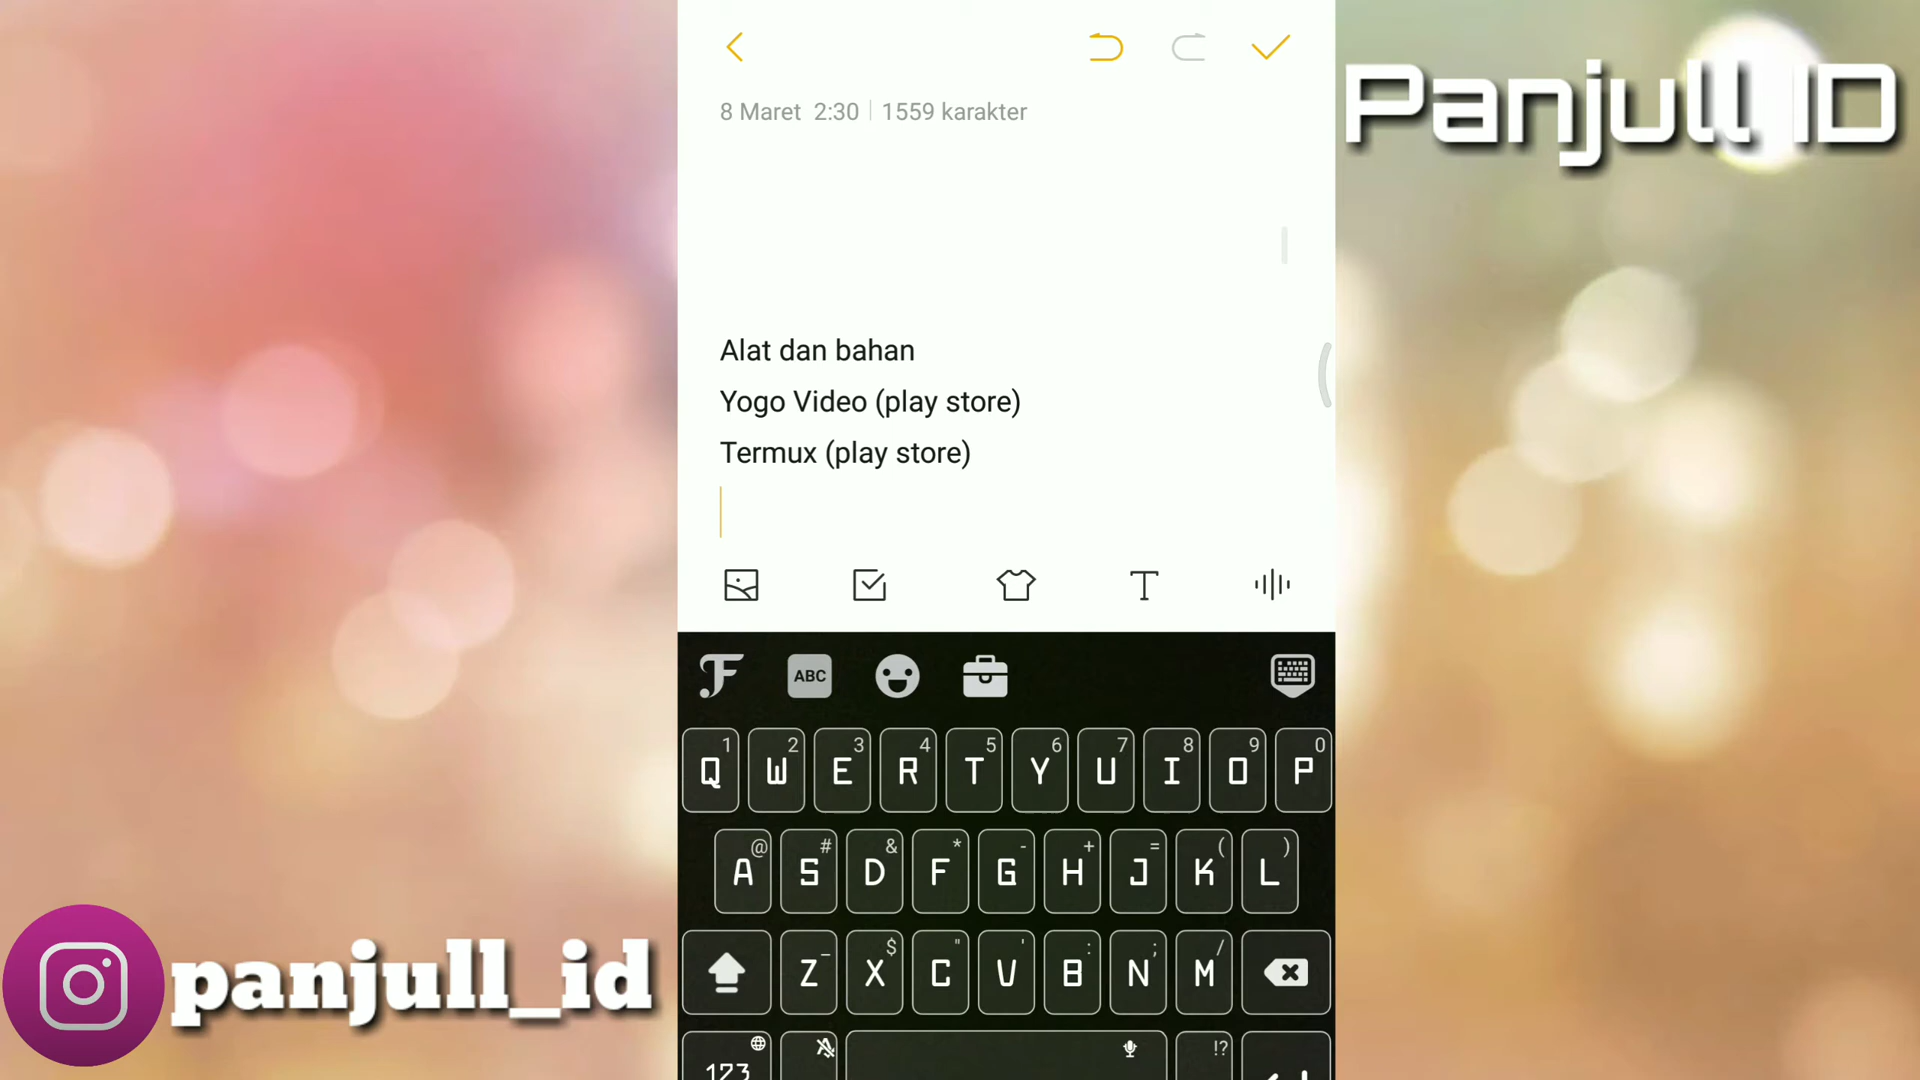 Panjull ID
8 Maret 2:30 | 1559 karakter
Alat dan bahan
Yogo Video (play store)
Termux (play store)
ABC
1 2 3 4 5 6 7 8 9 0
Q W E R T Y U I O P
@ # & * - + = ( )
A S D F G H J K L
_ $ " ' : ; /
Z X C V B N M
!?
123
panjull_id